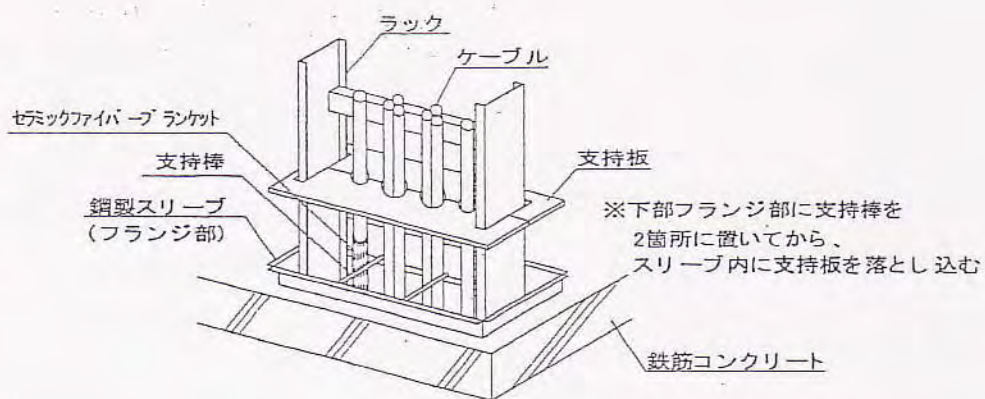 ラック
ケーブル
セラミックファイバーブランケット
支持棒
支持板
鋼製スリーブ
(フランジ部)
※下部フランジ部に支持棒を
2箇所に置いてから、
スリーブ内に支持板を落とし込む
鉄筋コンクリート